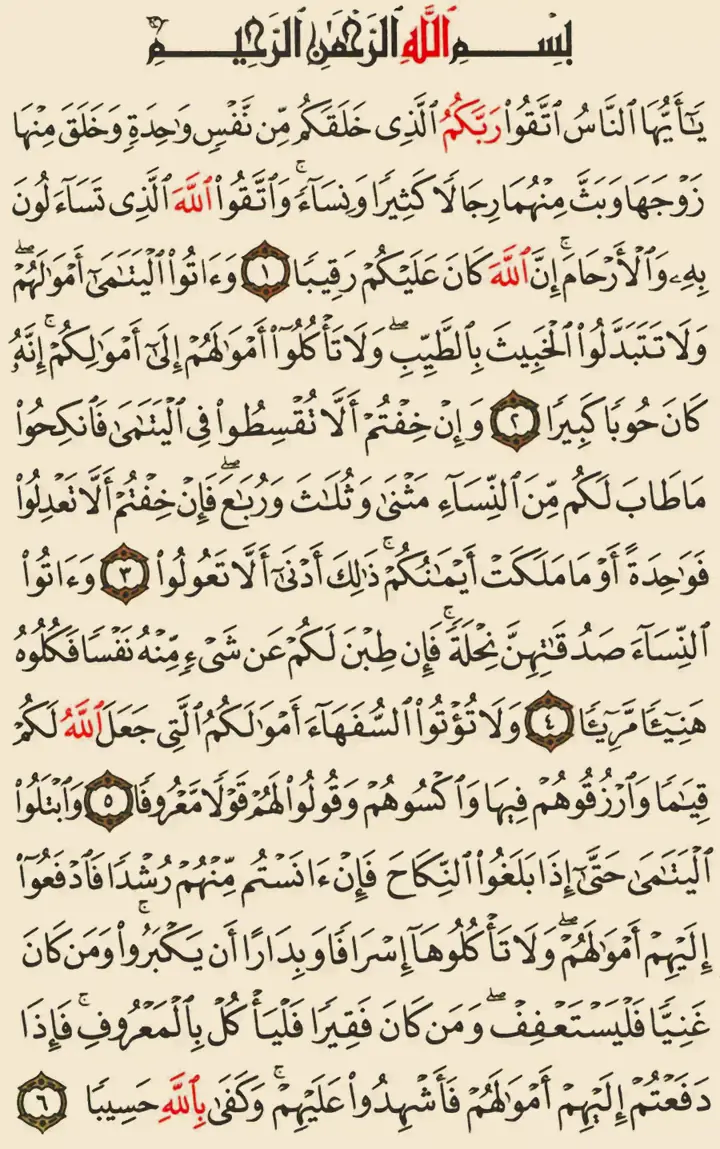 بِسْمِ ٱللَّهِ ٱلرَّحْمَٰنِ ٱلرَّحِيمِ
يَٰٓأَيُّهَا ٱلنَّاسُ ٱتَّقُوا۟ رَبَّكُمُ ٱلَّذِى خَلَقَكُم مِّن نَّفْسٍ وَٰحِدَةٍ وَخَلَقَ مِنْهَا
زَوْجَهَا وَبَثَّ مِنْهُمَا رِجَالًا كَثِيرًا وَنِسَآءً ۚ وَٱتَّقُوا۟ ٱللَّهَ ٱلَّذِى تَسَآءَلُونَ
بِهِۦ وَٱلْأَرْحَامَ ۚ إِنَّ ٱللَّهَ كَانَ عَلَيْكُمْ رَقِيبًا ١ وَءَاتُوا۟ ٱلْيَتَٰمَىٰٓ أَمْوَٰلَهُمْ ۖ
وَلَا تَتَبَدَّلُوا۟ ٱلْخَبِيثَ بِٱلطَّيِّبِ ۖ وَلَا تَأْكُلُوٓا۟ أَمْوَٰلَهُمْ إِلَىٰٓ أَمْوَٰلِكُمْ ۚ إِنَّهُۥ
كَانَ حُوبًا كَبِيرًا ٢ وَإِنْ خِفْتُمْ أَلَّا تُقْسِطُوا۟ فِى ٱلْيَتَٰمَىٰ فَٱنكِحُوا۟
مَا طَابَ لَكُم مِّنَ ٱلنِّسَآءِ مَثْنَىٰ وَثُلَٰثَ وَرُبَٰعَ ۖ فَإِنْ خِفْتُمْ أَلَّا تَعْدِلُوا۟
فَوَٰحِدَةً أَوْ مَا مَلَكَتْ أَيْمَٰنُكُمْ ۚ ذَٰلِكَ أَدْنَىٰٓ أَلَّا تَعُولُوا۟ ٣ وَءَاتُوا۟
ٱلنِّسَآءَ صَدُقَٰتِهِنَّ نِحْلَةً ۚ فَإِن طِبْنَ لَكُمْ عَن شَىْءٍ مِّنْهُ نَفْسًا فَكُلُوهُ
هَنِيٓـًٔا مَّرِيٓـًٔا ٤ وَلَا تُؤْتُوا۟ ٱلسُّفَهَآءَ أَمْوَٰلَكُمُ ٱلَّتِى جَعَلَ ٱللَّهُ لَكُمْ
قِيَٰمًا وَٱرْزُقُوهُمْ فِيهَا وَٱكْسُوهُمْ وَقُولُوا۟ لَهُمْ قَوْلًا مَّعْرُوفًا ٥ وَٱبْتَلُوا۟
ٱلْيَتَٰمَىٰ حَتَّىٰٓ إِذَا بَلَغُوا۟ ٱلنِّكَاحَ فَإِنْ ءَانَسْتُم مِّنْهُمْ رُشْدًا فَٱدْفَعُوٓا۟
إِلَيْهِمْ أَمْوَٰلَهُمْ ۖ وَلَا تَأْكُلُوهَآ إِسْرَافًا وَبِدَارًا أَن يَكْبَرُوا۟ ۚ وَمَن كَانَ
غَنِيًّا فَلْيَسْتَعْفِفْ ۖ وَمَن كَانَ فَقِيرًا فَلْيَأْكُلْ بِٱلْمَعْرُوفِ ۚ فَإِذَا
دَفَعْتُمْ إِلَيْهِمْ أَمْوَٰلَهُمْ فَأَشْهِدُوا۟ عَلَيْهِمْ ۚ وَكَفَىٰ بِٱللَّهِ حَسِيبًا ٦